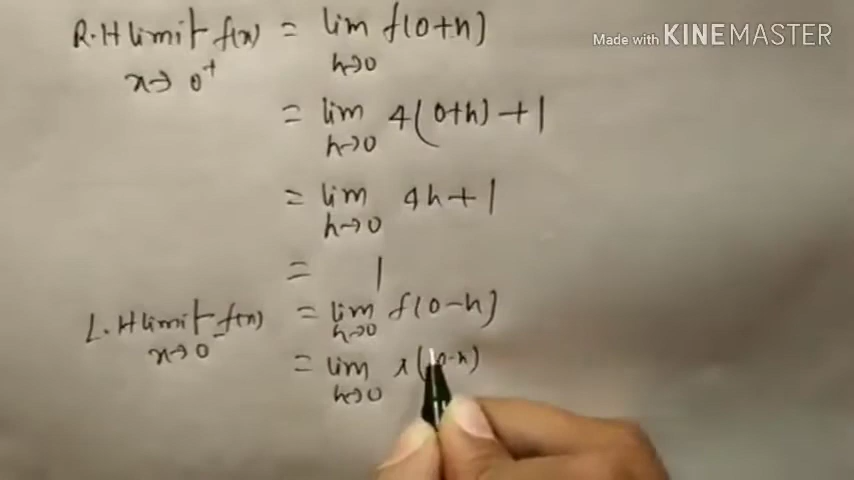 Made with KINEMASTER
R.H limit f(x) = lim f(0+h)
x→0⁺ h→0
= lim 4(0+h)+1
h→0
= lim 4h+1
h→0
= 1
L.H limit f(x) = lim f(0-h)
x→0⁻ h→0
= lim λ(0-h)
h→0